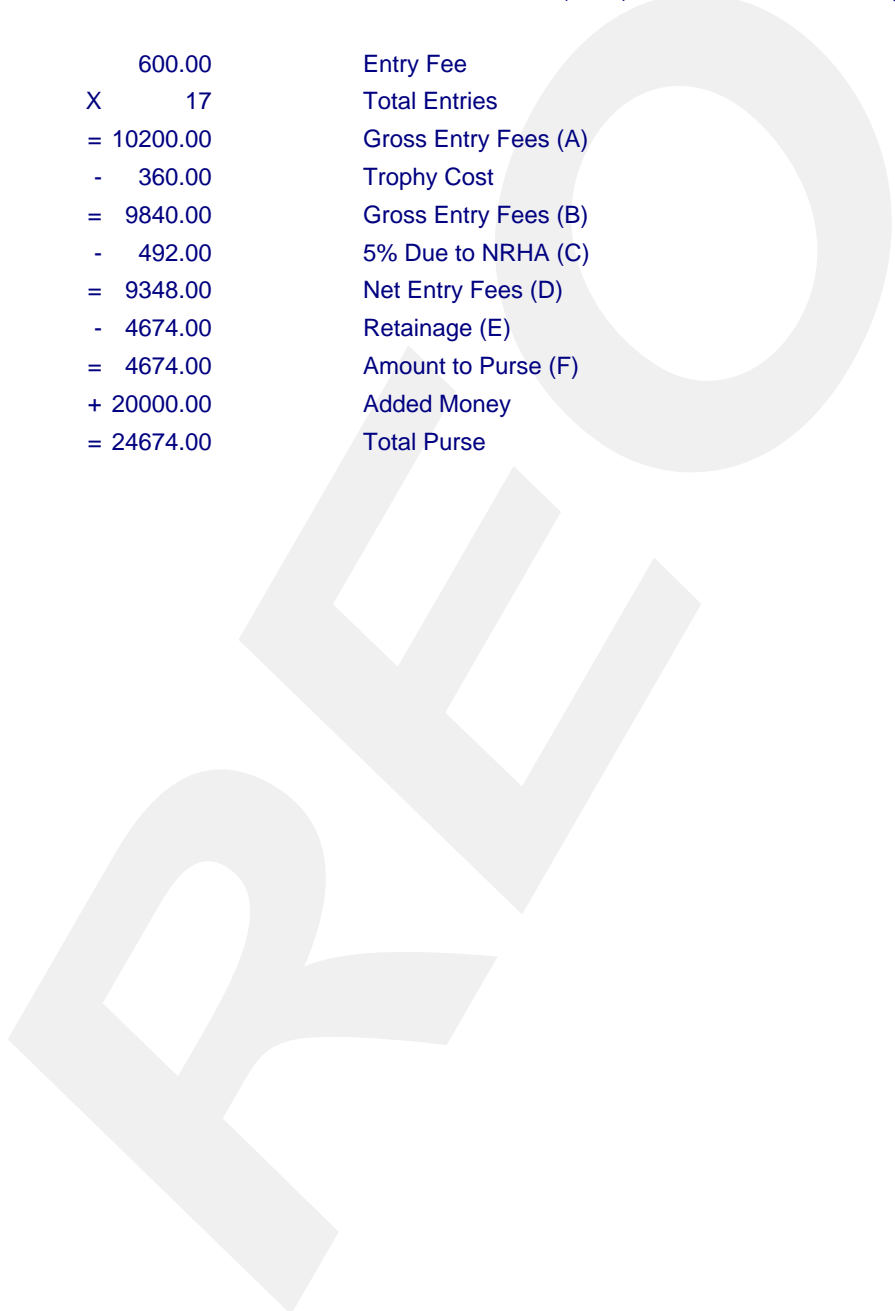 600.00 Entry Fee
X 17 Total Entries
= 10200.00 Gross Entry Fees (A)
- 360.00 Trophy Cost
= 9840.00 Gross Entry Fees (B)
- 492.00 5% Due to NRHA (C)
= 9348.00 Net Entry Fees (D)
- 4674.00 Retainage (E)
= 4674.00 Amount to Purse (F)
+ 20000.00 Added Money
= 24674.00 Total Purse
REO